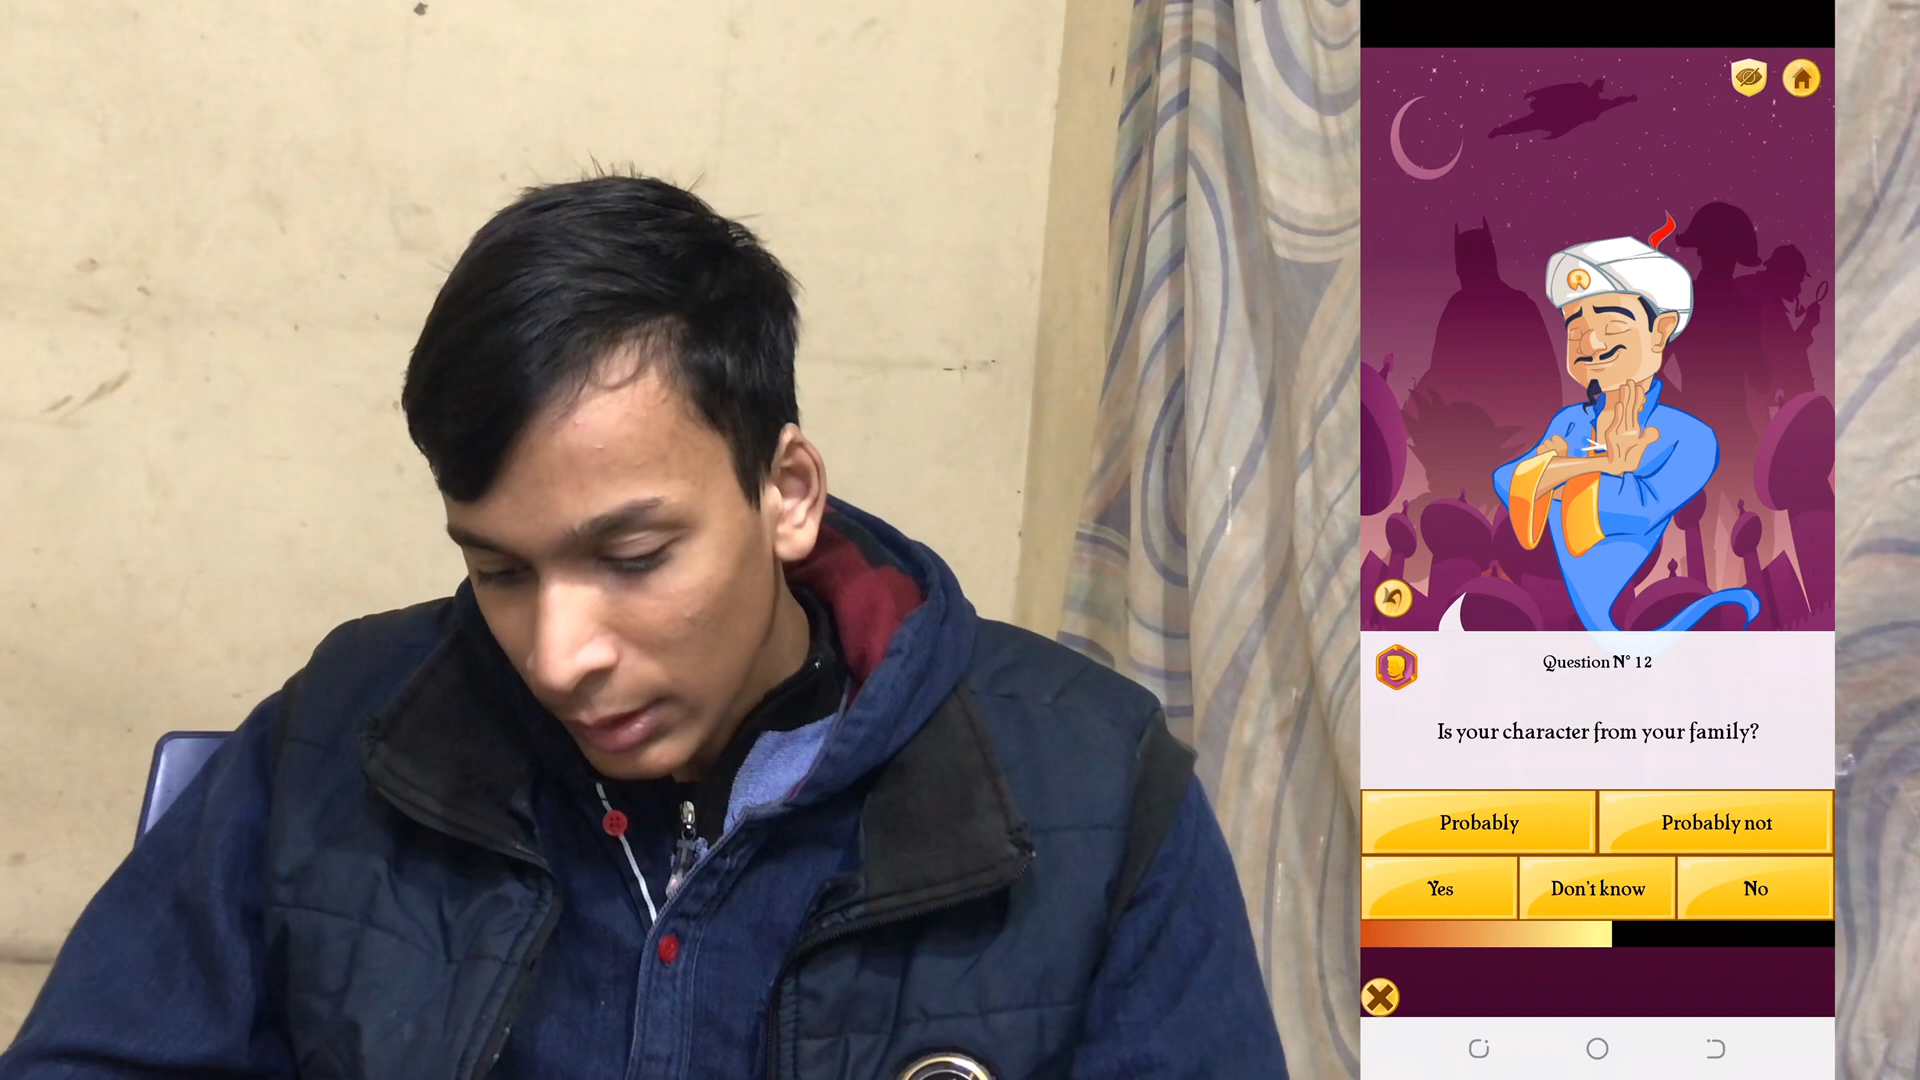 Question N° 12
Is your character from your family?
Probably
Probably not
Yes
Don't know
No